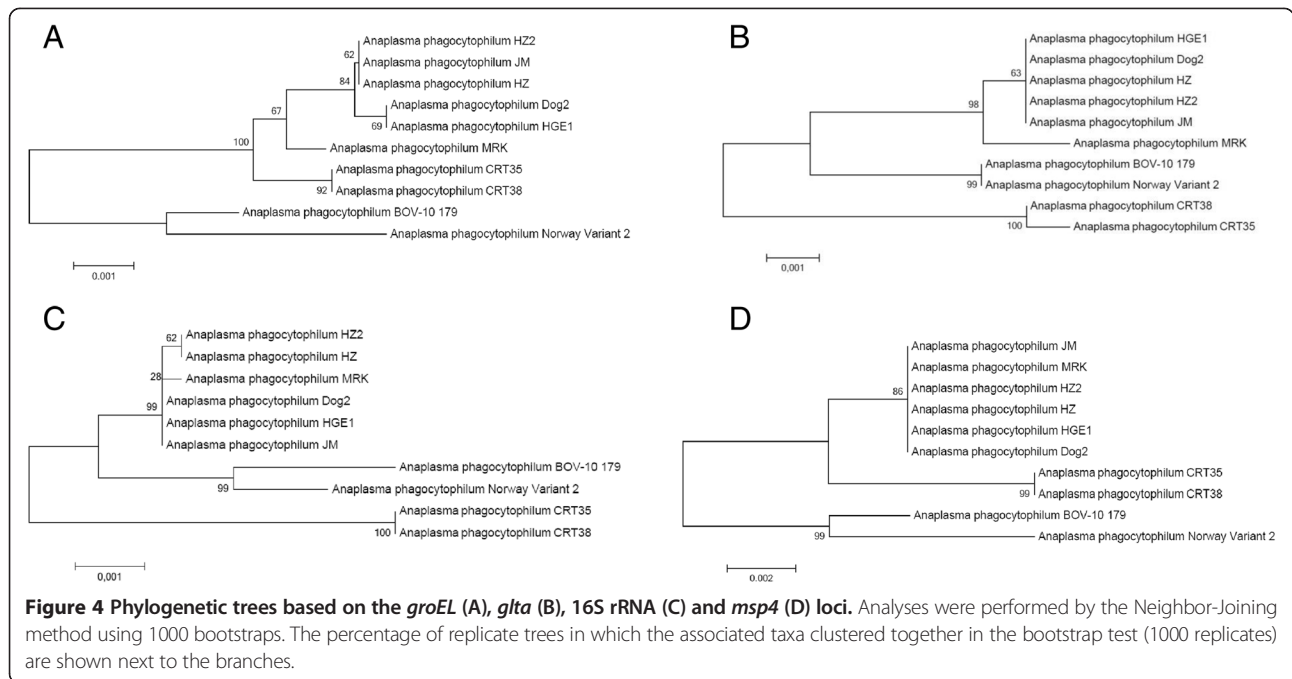 A
Anaplasma phagocytophilum HZ2
62
Anaplasma phagocytophilum JM
84
Anaplasma phagocytophilum HZ
67
Anaplasma phagocytophilum Dog2
69
Anaplasma phagocytophilum HGE1
100
Anaplasma phagocytophilum MRK
Anaplasma phagocytophilum CRT35
92
Anaplasma phagocytophilum CRT38
Anaplasma phagocytophilum BOV-10 179
Anaplasma phagocytophilum Norway Variant 2
0.001
B
Anaplasma phagocytophilum HGE1
Anaplasma phagocytophilum Dog2
63
Anaplasma phagocytophilum HZ
Anaplasma phagocytophilum HZ2
98
Anaplasma phagocytophilum JM
Anaplasma phagocytophilum MRK
Anaplasma phagocytophilum BOV-10 179
99
Anaplasma phagocytophilum Norway Variant 2
Anaplasma phagocytophilum CRT38
100
Anaplasma phagocytophilum CRT35
0,001
C
62
Anaplasma phagocytophilum HZ2
Anaplasma phagocytophilum HZ
28
Anaplasma phagocytophilum MRK
99
Anaplasma phagocytophilum Dog2
Anaplasma phagocytophilum HGE1
Anaplasma phagocytophilum JM
Anaplasma phagocytophilum BOV-10 179
99
Anaplasma phagocytophilum Norway Variant 2
Anaplasma phagocytophilum CRT35
100
Anaplasma phagocytophilum CRT38
0,001
D
Anaplasma phagocytophilum JM
Anaplasma phagocytophilum MRK
86
Anaplasma phagocytophilum HZ2
Anaplasma phagocytophilum HZ
Anaplasma phagocytophilum HGE1
Anaplasma phagocytophilum Dog2
Anaplasma phagocytophilum CRT35
99
Anaplasma phagocytophilum CRT38
Anaplasma phagocytophilum BOV-10 179
99
Anaplasma phagocytophilum Norway Variant 2
0.002
Figure 4 Phylogenetic trees based on the groEL (A), glta (B), 16S rRNA (C) and msp4 (D) loci. Analyses were performed by the Neighbor-Joining
method using 1000 bootstraps. The percentage of replicate trees in which the associated taxa clustered together in the bootstrap test (1000 replicates)
are shown next to the branches.